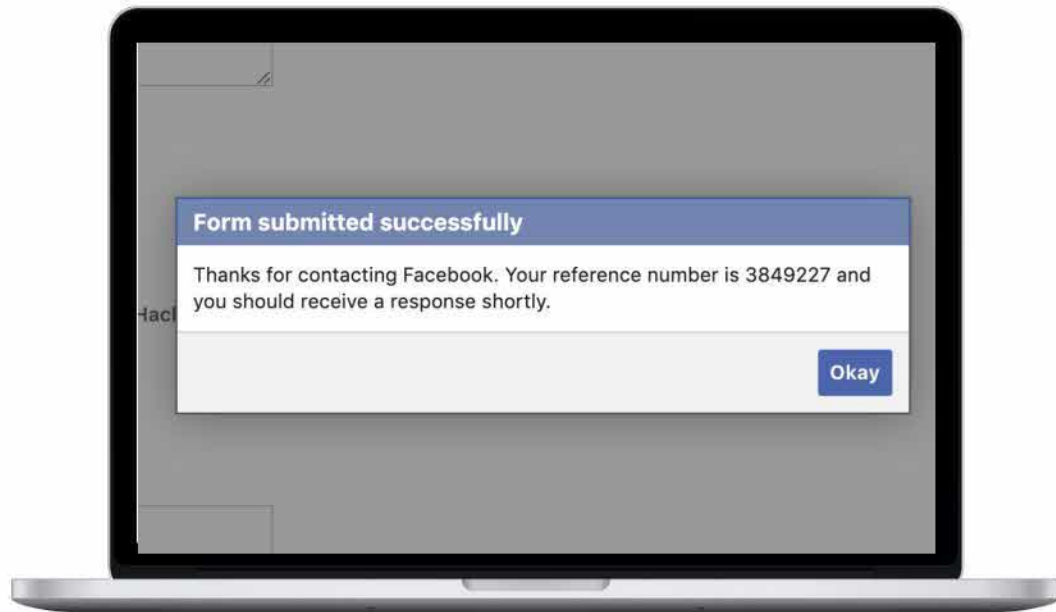 Form submitted successfully
Thanks for contacting Facebook. Your reference number is 3849227 and
you should receive a response shortly.
Okay